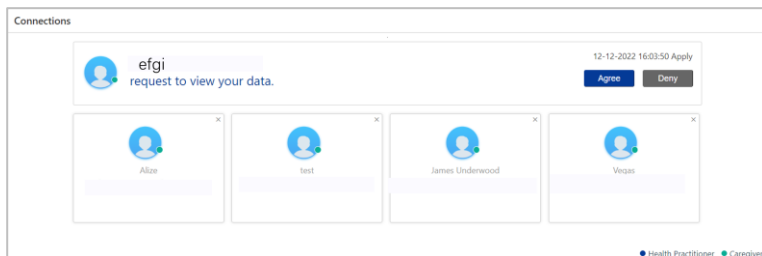 Connections
efgi
request to view your data.
12-12-2022 16:03:50 Apply
Agree
Deny
Alize
test
James Underwood
Vegas
Health Practitioner
Caregiver